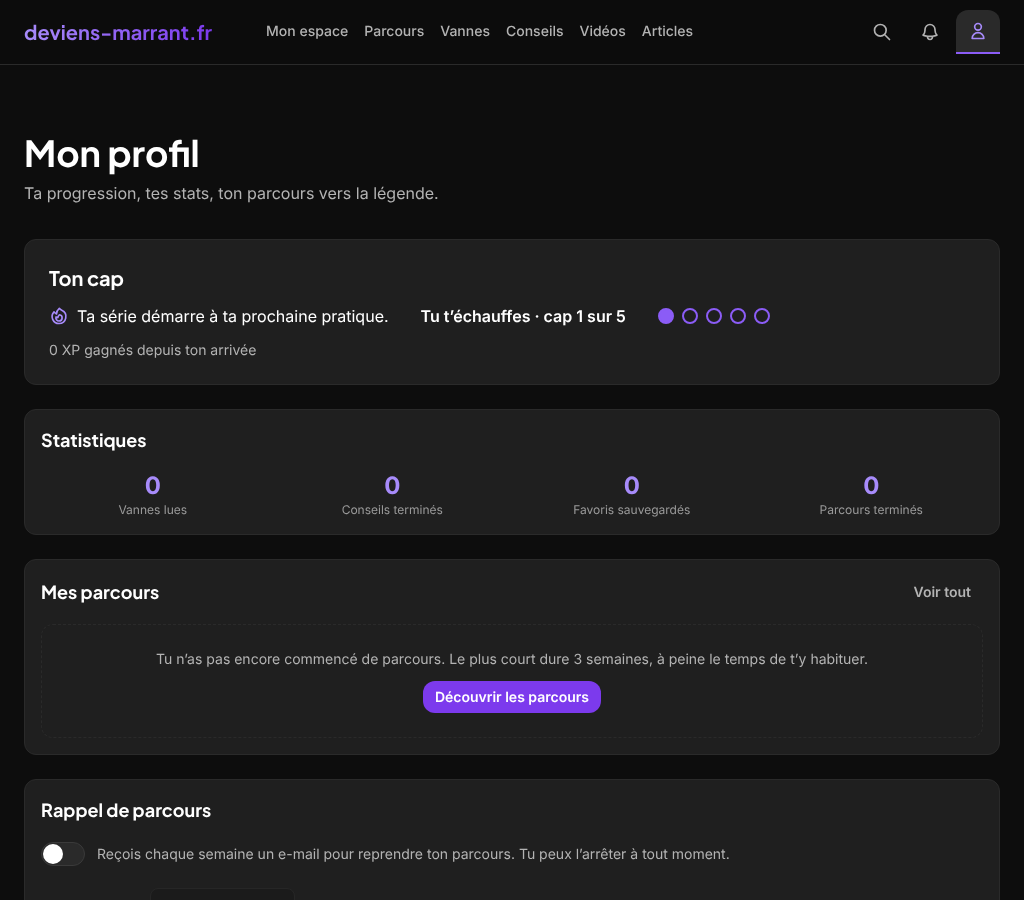 deviens-marrant.fr
Mon espace Parcours Vannes Conseils Vidéos Articles
Mon profil
Ta progression, tes stats, ton parcours vers la légende.
Ton cap
Ta série démarre à ta prochaine pratique. Tu t’échauffes · cap 1 sur 5
0 XP gagnés depuis ton arrivée
Statistiques
0 0 0 0
Vannes lues Conseils terminés Favoris sauvegardés Parcours terminés
Mes parcours Voir tout
Tu n’as pas encore commencé de parcours. Le plus court dure 3 semaines, à peine le temps de t’y habituer.
Découvrir les parcours
Rappel de parcours
Reçois chaque semaine un e-mail pour reprendre ton parcours. Tu peux l’arrêter à tout moment.